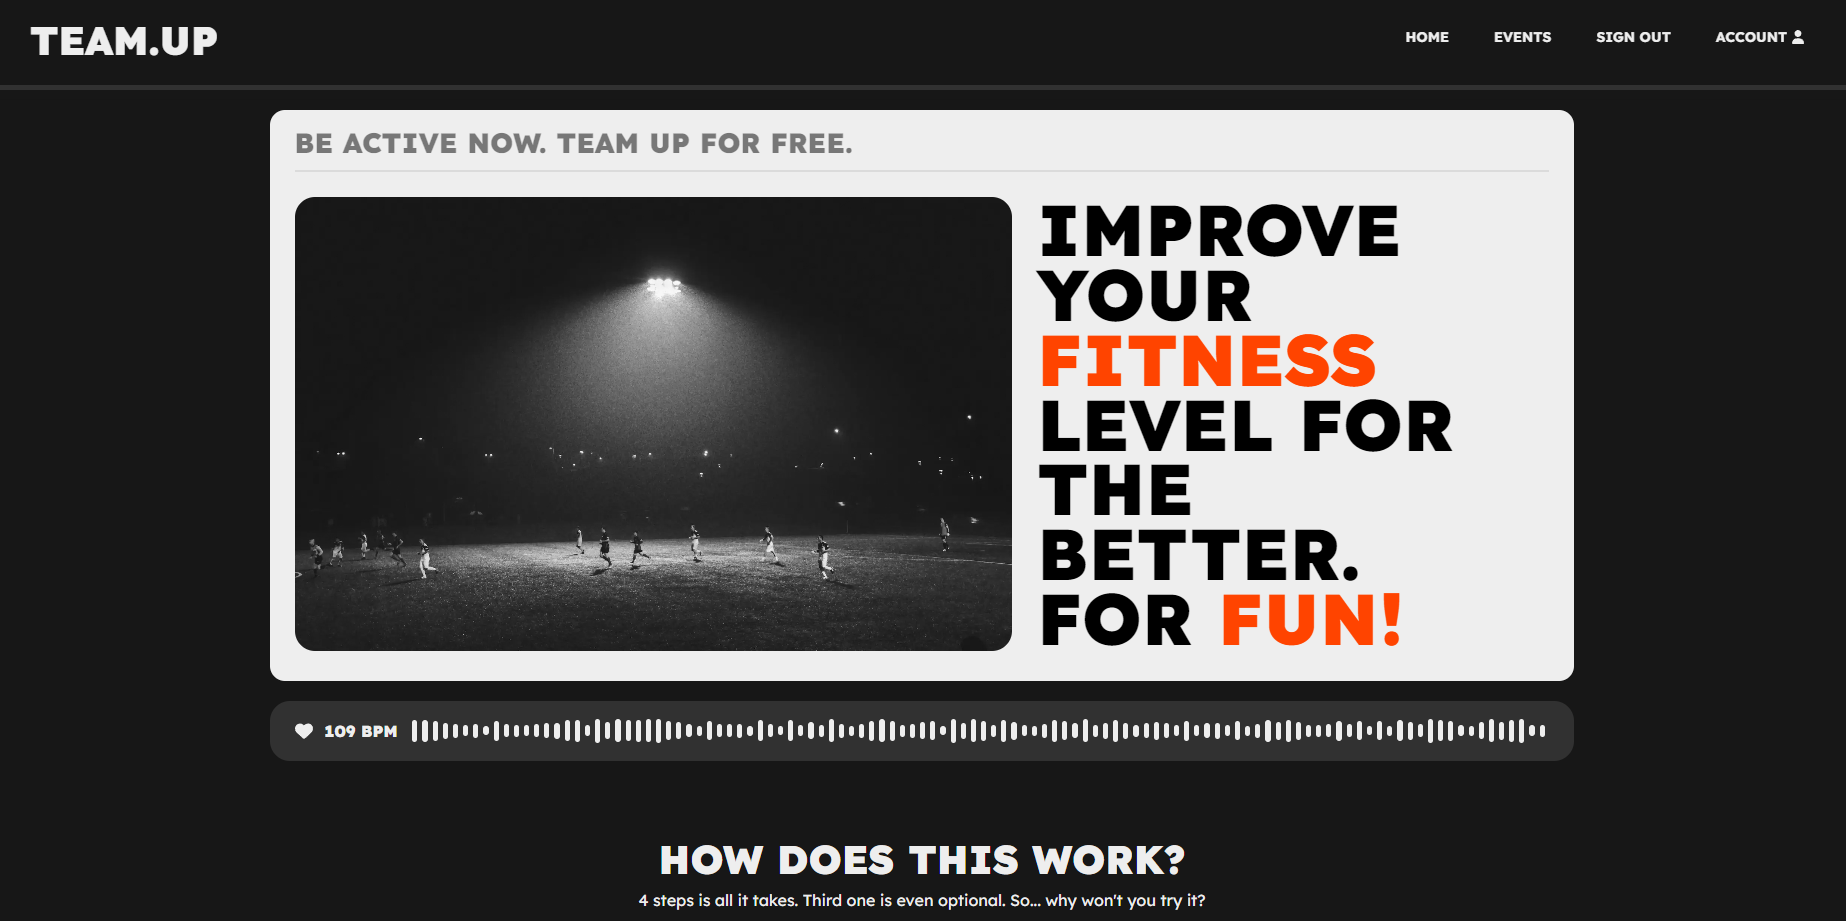 TEAM.UP
HOME EVENTS SIGN OUT ACCOUNT
BE ACTIVE NOW. TEAM UP FOR FREE.
IMPROVE
YOUR
FITNESS
LEVEL FOR
THE
BETTER.
FOR FUN!
109 BPM
HOW DOES THIS WORK?
4 steps is all it takes. Third one is even optional. So... why won't you try it?